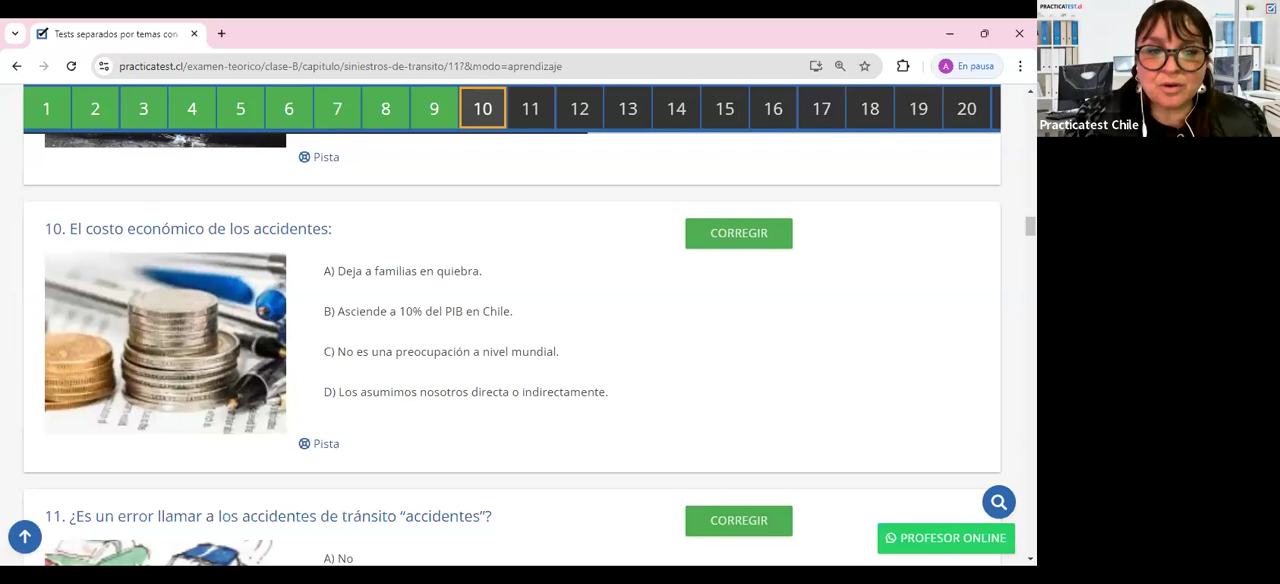 Tests separados por temas con
practicatest.cl/examen-teorico/clase-B/capitulo/siniestros-de-transito/117&modo=aprendizaje
A
En pausa
PRACTICATEST.cl
Practicatest Chile
1 2 3 4 5 6 7 8 9 10 11 12 13 14 15 16 17 18 19 20
Pista
10. El costo económico de los accidentes:
CORREGIR
A) Deja a familias en quiebra.
B) Asciende a 10% del PIB en Chile.
C) No es una preocupación a nivel mundial.
D) Los asumimos nosotros directa o indirectamente.
Pista
11. ¿Es un error llamar a los accidentes de tránsito “accidentes”?
CORREGIR
A) No
PROFESOR ONLINE